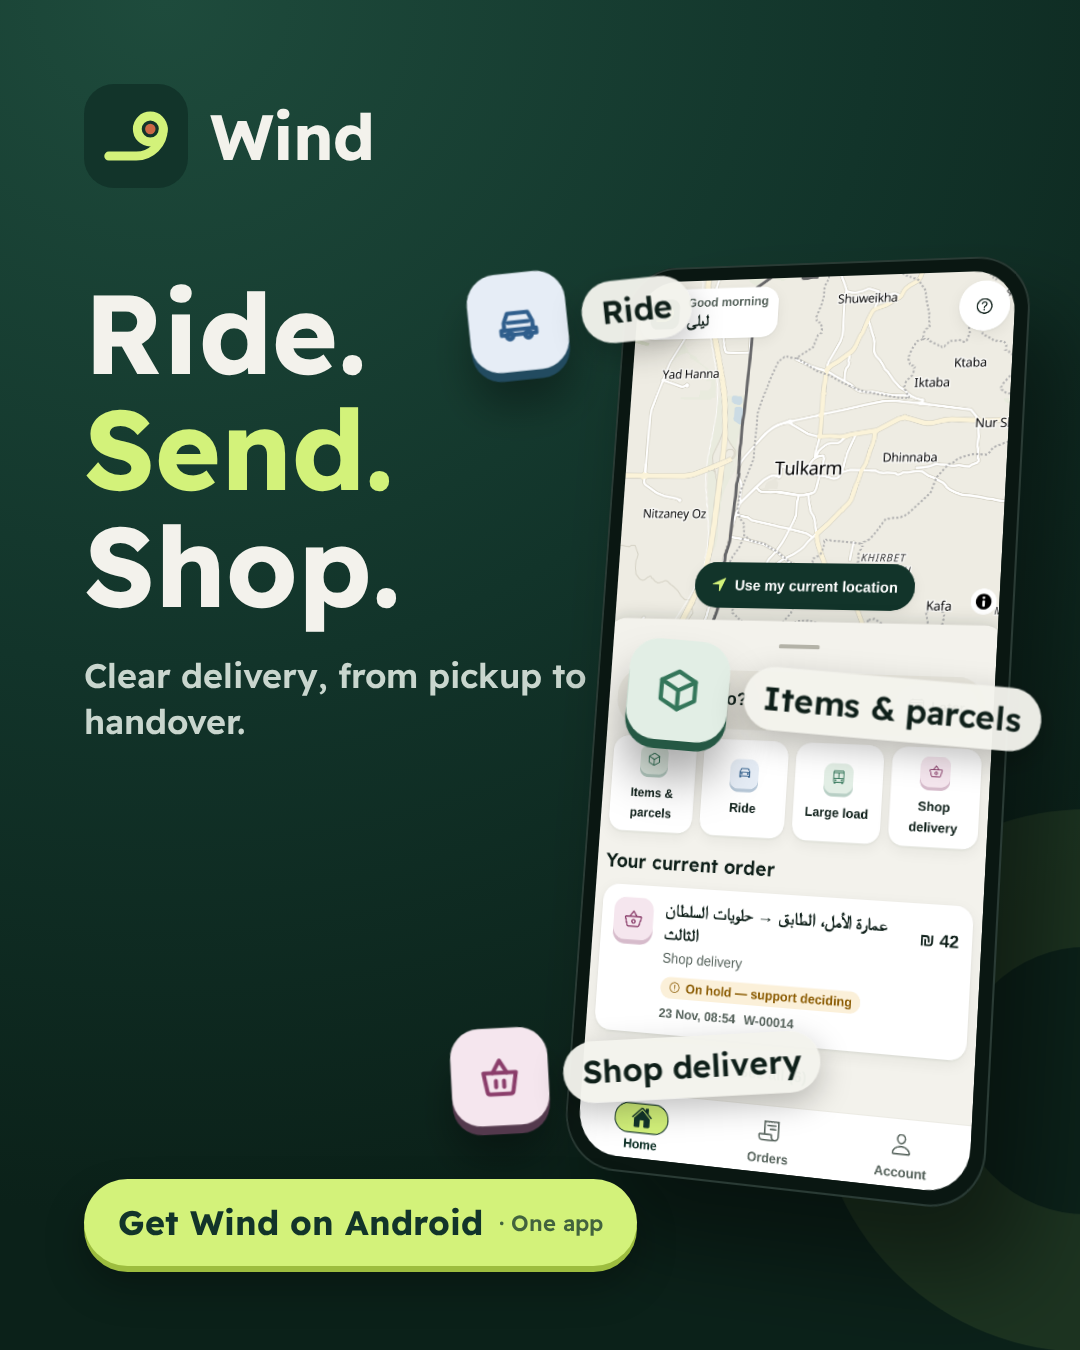 Wind
Ride.
Send.
Shop.
Clear delivery, from pickup to
handover.
Ride
Good morning
ليلى
Shuweikha
Ktaba
Yad Hanna
Iktaba
Nur S
Dhinnaba
Tulkarm
Nitzaney Oz
KHIRBET
Use my current location
Kafa
o?
Items & parcels
Items &
parcels
Ride
Large load
Shop
delivery
Your current order
عمارة الأمل، الطابق → حلويات السلطان
الثالث
₪ 42
Shop delivery
On hold — support deciding
23 Nov, 08:54 W-00014
Shop delivery
Home
Orders
Account
Get Wind on Android · One app